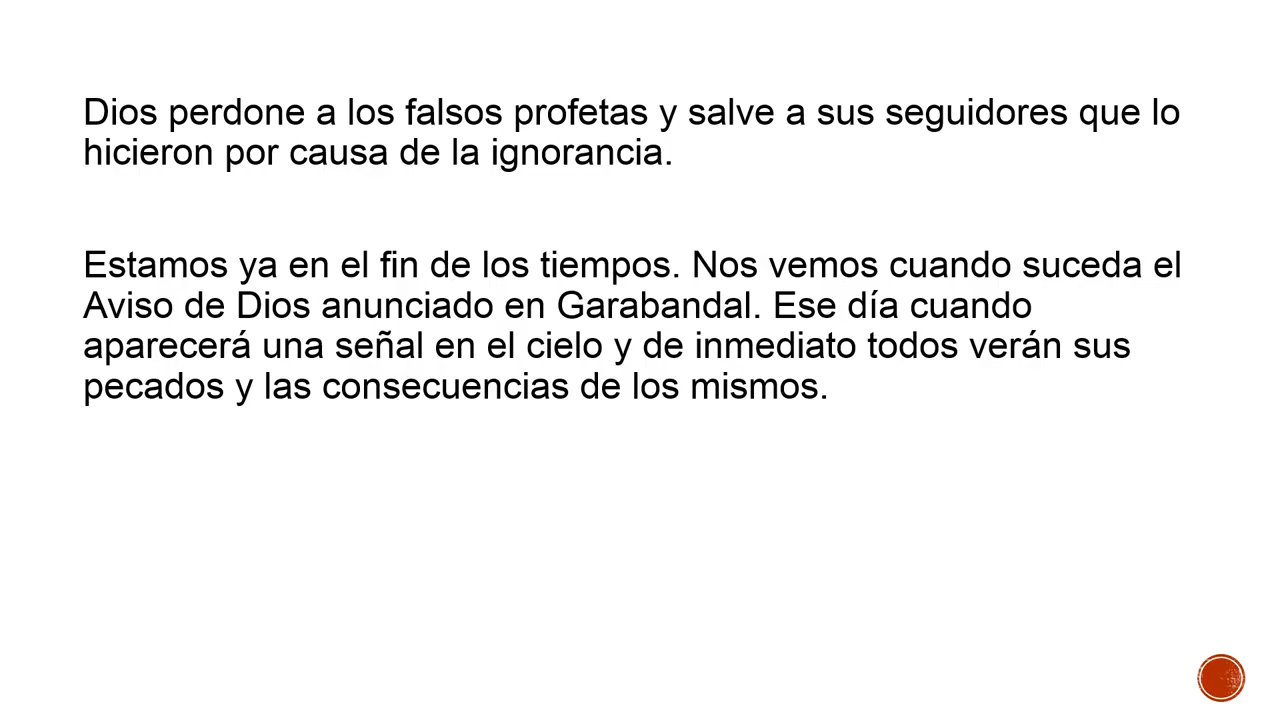 Dios perdone a los falsos profetas y salve a sus seguidores que lo
hicieron por causa de la ignorancia.
Estamos ya en el fin de los tiempos. Nos vemos cuando suceda el
Aviso de Dios anunciado en Garabandal. Ese día cuando
aparecerá una señal en el cielo y de inmediato todos verán sus
pecados y las consecuencias de los mismos.